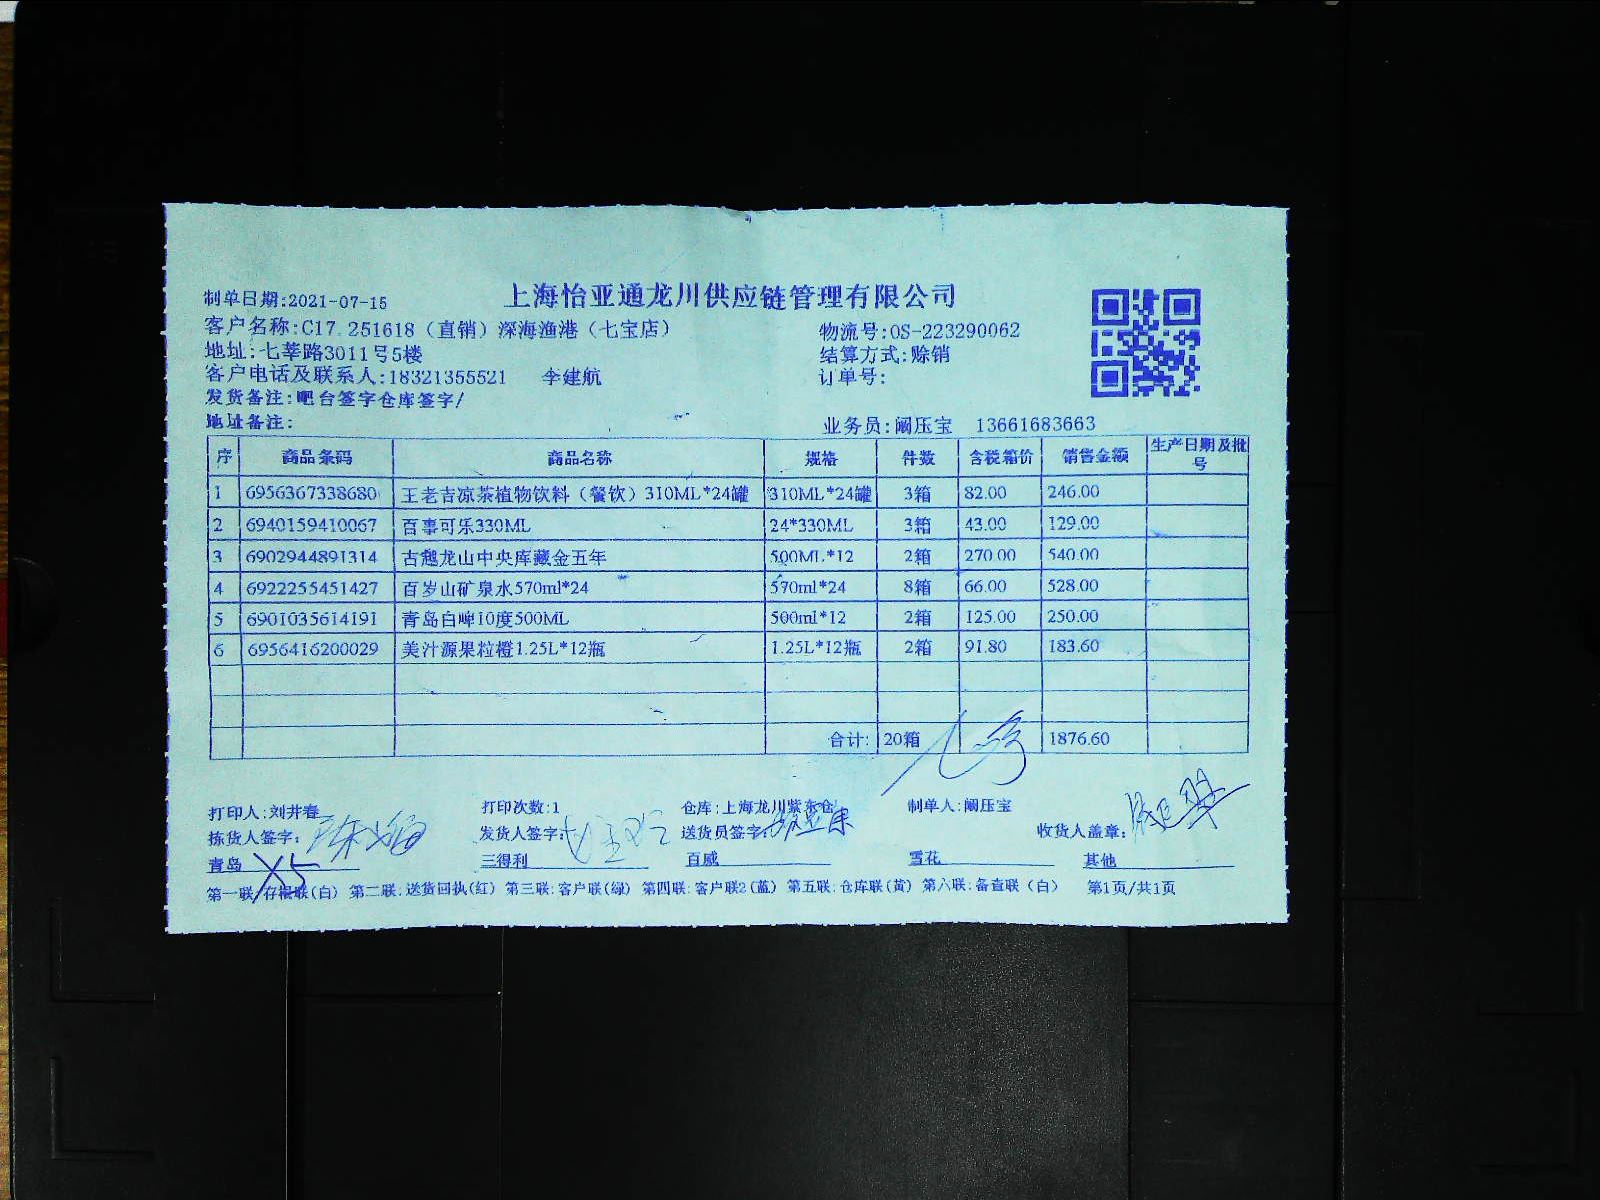 上海怡亚通龙川供应链管理有限公司
制单日期:2021-07-15
客户名称:C17.251618（直销）深海渔港（七宝店） 物流号:OS-223290062
地址:七莘路3011号5楼 结算方式:赊销
客户电话及联系人:18321355521 李建航 订单号:
发货备注:吧台签字仓库签字/
地址备注: 业务员:阚压宝 13661683663
序 商品条码 商品名称 规格 件数 含税箱价 销售金额 生产日期及批号
1 6956367338680 王老吉凉茶植物饮料（餐饮）310ML*24罐 310ML*24罐 3箱 82.00 246.00
2 6940159410067 百事可乐330ML 24*330ML 3箱 43.00 129.00
3 6902944891314 古越龙山中央库藏金五年 500ML*12 2箱 270.00 540.00
4 6922255451427 百岁山矿泉水570ml*24 570ml*24 8箱 66.00 528.00
5 6901035614191 青岛白啤10度500ML 500ml*12 2箱 125.00 250.00
6 6956416200029 美汁源果粒橙1.25L*12瓶 1.25L*12瓶 2箱 91.80 183.60
合计: 20箱 1876.60
打印人:刘井春 打印次数:1 仓库:上海龙川紫东仓 制单人:阚压宝
拣货人签字: 发货人签字: 送货员签字: 收货人盖章:
青岛 X5 三得利 百威 雪花 其他
第一联:存根联(白) 第二联:送货回执(红) 第三联:客户联(绿) 第四联:客户联2(蓝) 第五联:仓库联(黄) 第六联:备查联（白） 第1页/共1页